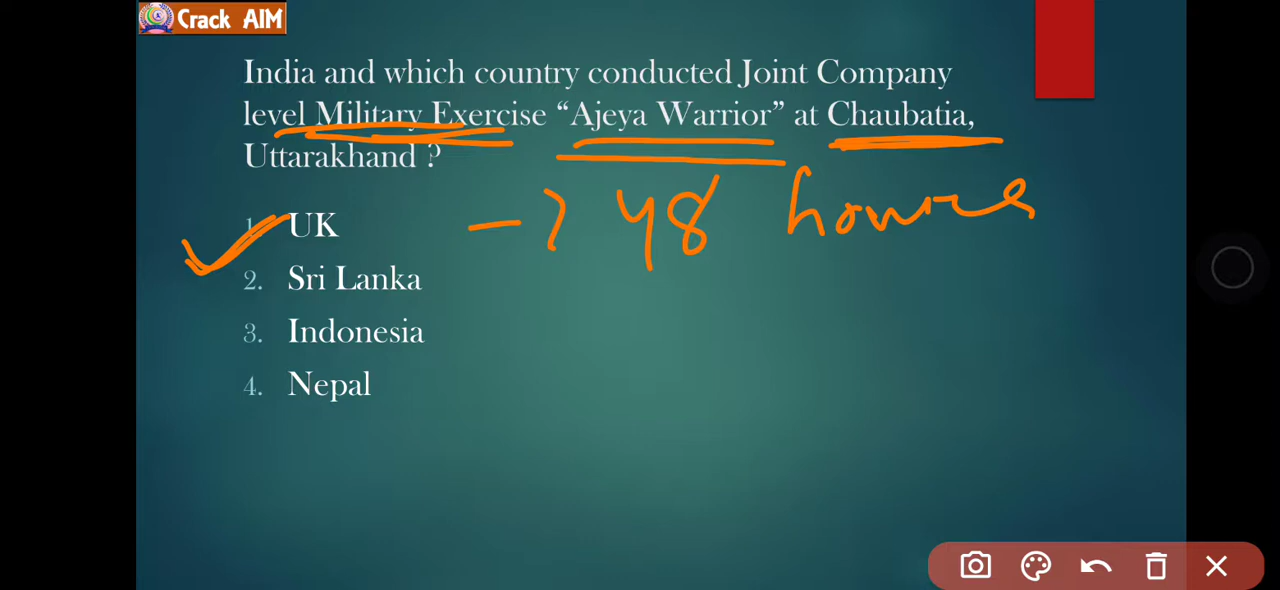 Crack AIM
India and which country conducted Joint Company
level Military Exercise “Ajeya Warrior” at Chaubatia,
Uttarakhand ?
1. UK
→ 48 houres
2. Sri Lanka
3. Indonesia
4. Nepal